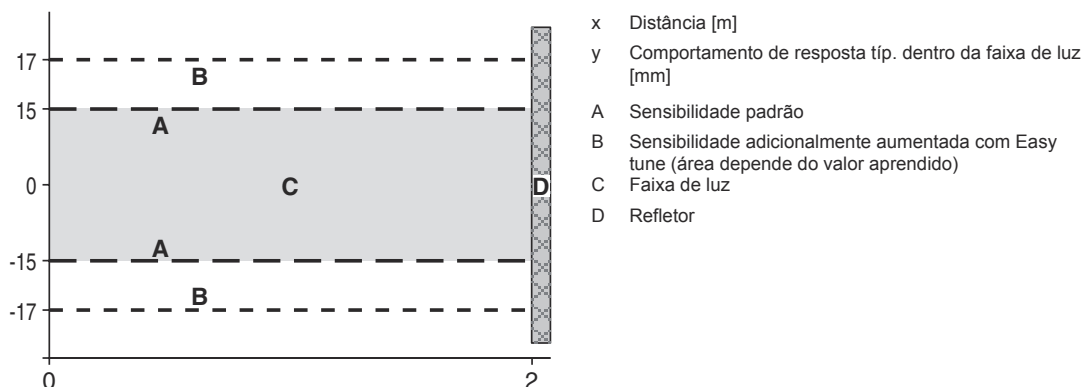 17
B
15
A
0
C
D
A
-15
B
-17
0
2
x Distância [m]
y Comportamento de resposta típ. dentro da faixa de luz
[mm]
A Sensibilidade padrão
B Sensibilidade adicionalmente aumentada com Easy
tune (área depende do valor aprendido)
C Faixa de luz
D Refletor